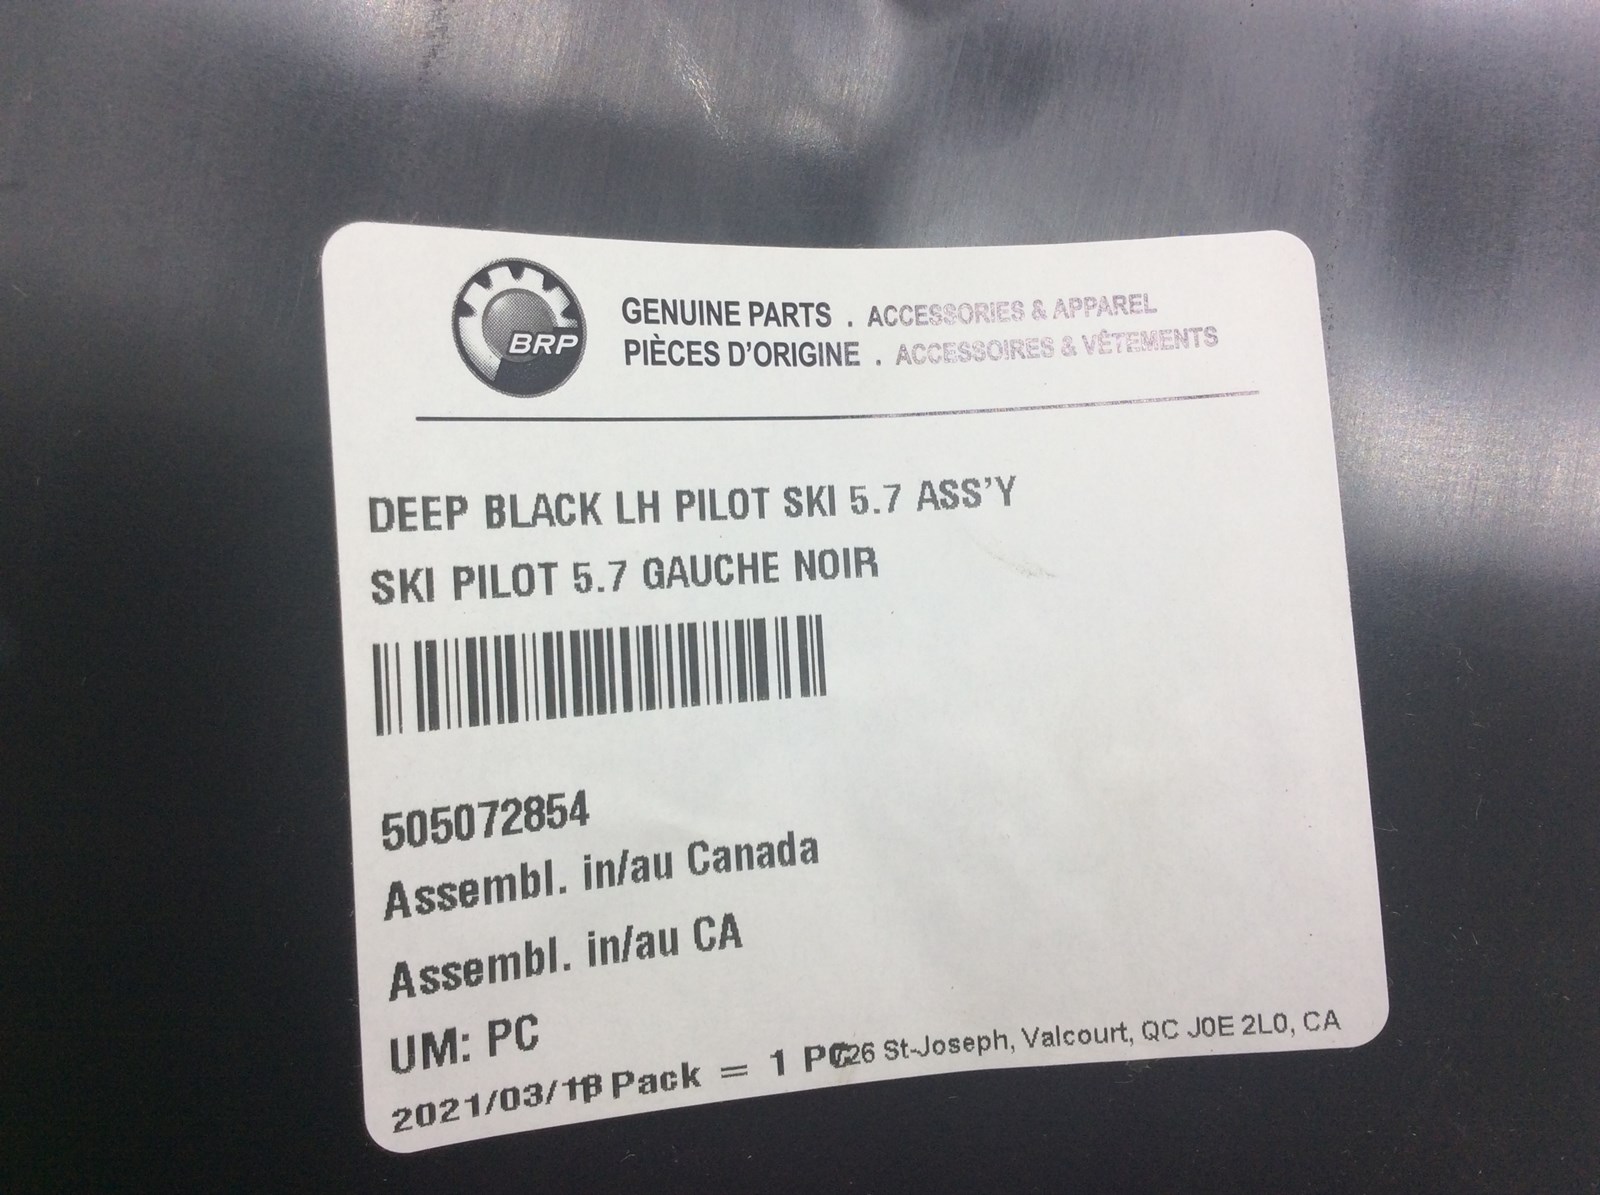 BRP
GENUINE PARTS . ACCESSORIES & APPAREL
PIÈCES D'ORIGINE . ACCESSOIRES & VÊTEMENTS
DEEP BLACK LH PILOT SKI 5.7 ASS'Y
SKI PILOT 5.7 GAUCHE NOIR
505072854
Assembl. in/au Canada
Assembl. in/au CA
UM: PC
Pack = 1 PC St-Joseph, Valcourt, QC J0E 2L0, CA